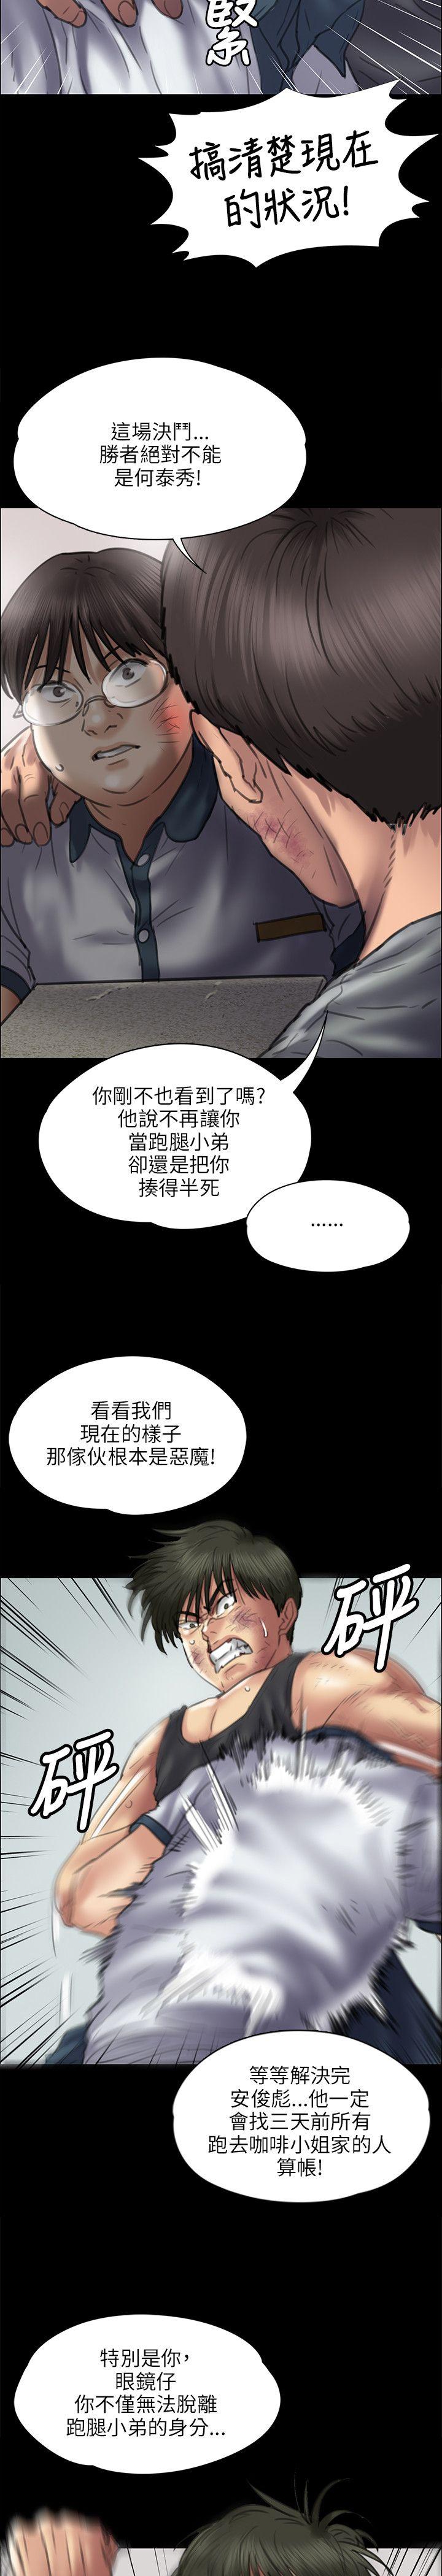 緊
搞清楚現在
的狀況!
這場決鬥...
勝者絕對不能
是何泰秀!
你剛不也看到了嗎?
他說不再讓你
當跑腿小弟
卻還是把你
揍得半死
......
看看我們
現在的樣子
那傢伙根本是惡魔!
砰
砰
等等解決完
安俊彪...他一定
會找三天前所有
跑去咖啡小姐家的人
算帳!
特別是你,
眼鏡仔
你不僅無法脫離
跑腿小弟的身分...